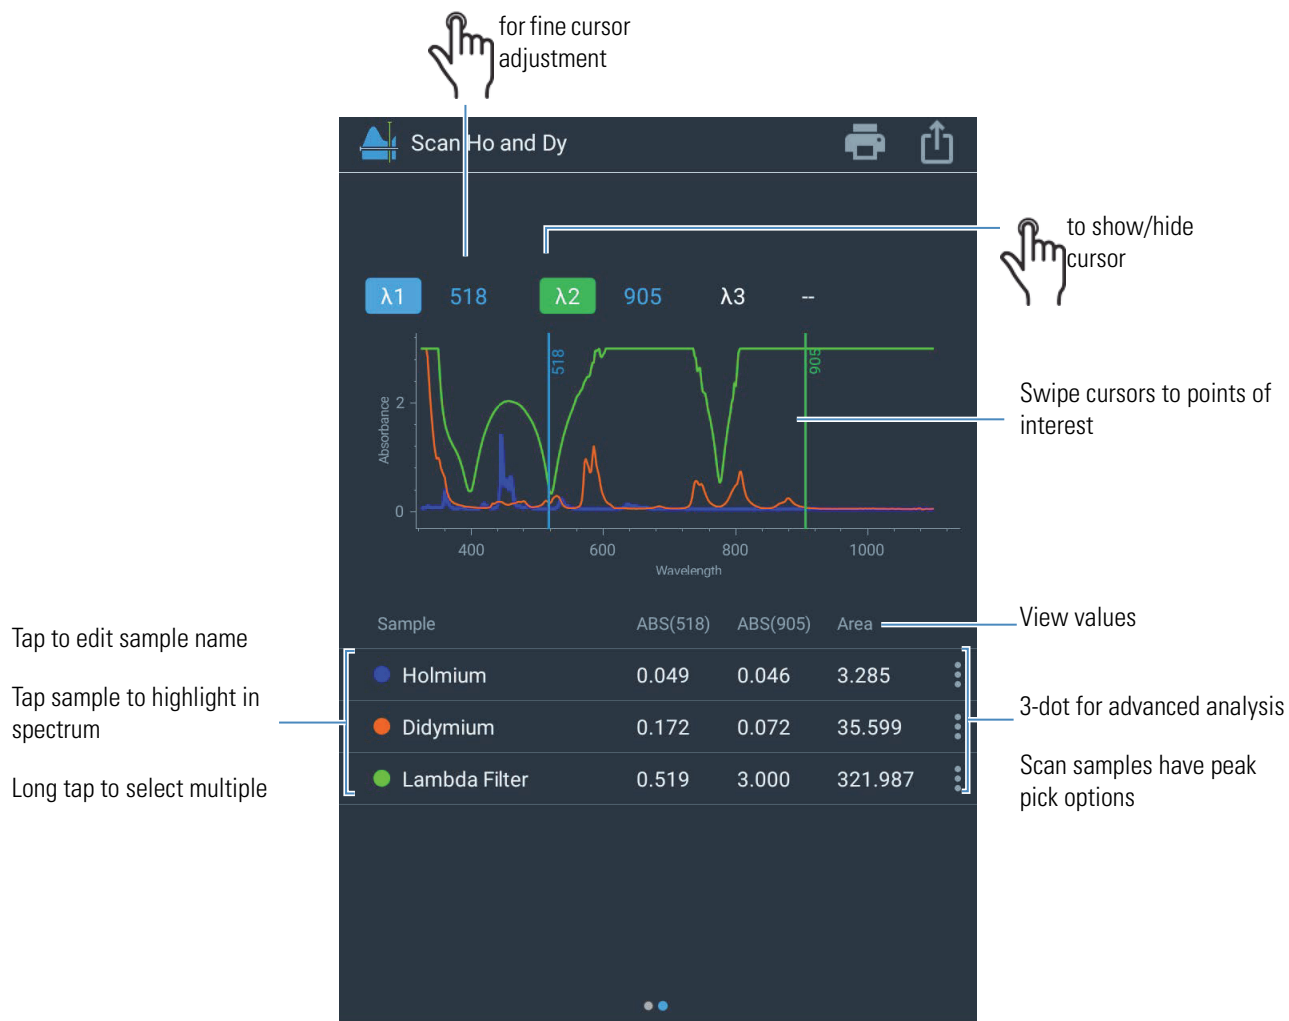 for fine cursor
adjustment
Scan Ho and Dy
to show/hide
cursor
λ1 518 λ2 905 λ3 --
518
905
Absorbance
2
0
400 600 800 1000
Wavelength
Swipe cursors to points of
interest
Sample ABS(518) ABS(905) Area
View values
Holmium 0.049 0.046 3.285
Didymium 0.172 0.072 35.599
Lambda Filter 0.519 3.000 321.987
Tap to edit sample name
Tap sample to highlight in
spectrum
Long tap to select multiple
3-dot for advanced analysis
Scan samples have peak
pick options